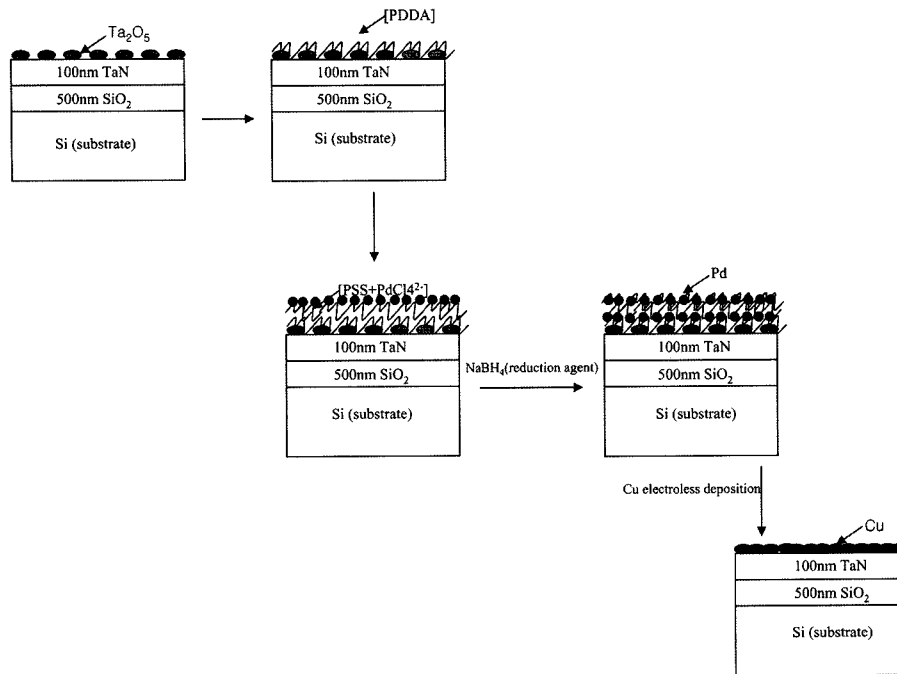 Ta₂O₅
100nm TaN
500nm SiO₂
Si (substrate)
[PDDA]
100nm TaN
500nm SiO₂
Si (substrate)
[PSS+PdCl4²⁻]
100nm TaN
500nm SiO₂
Si (substrate)
NaBH₄(reduction agent)
Pd
100nm TaN
500nm SiO₂
Si (substrate)
Cu electroless deposition
Cu
100nm TaN
500nm SiO₂
Si (substrate)